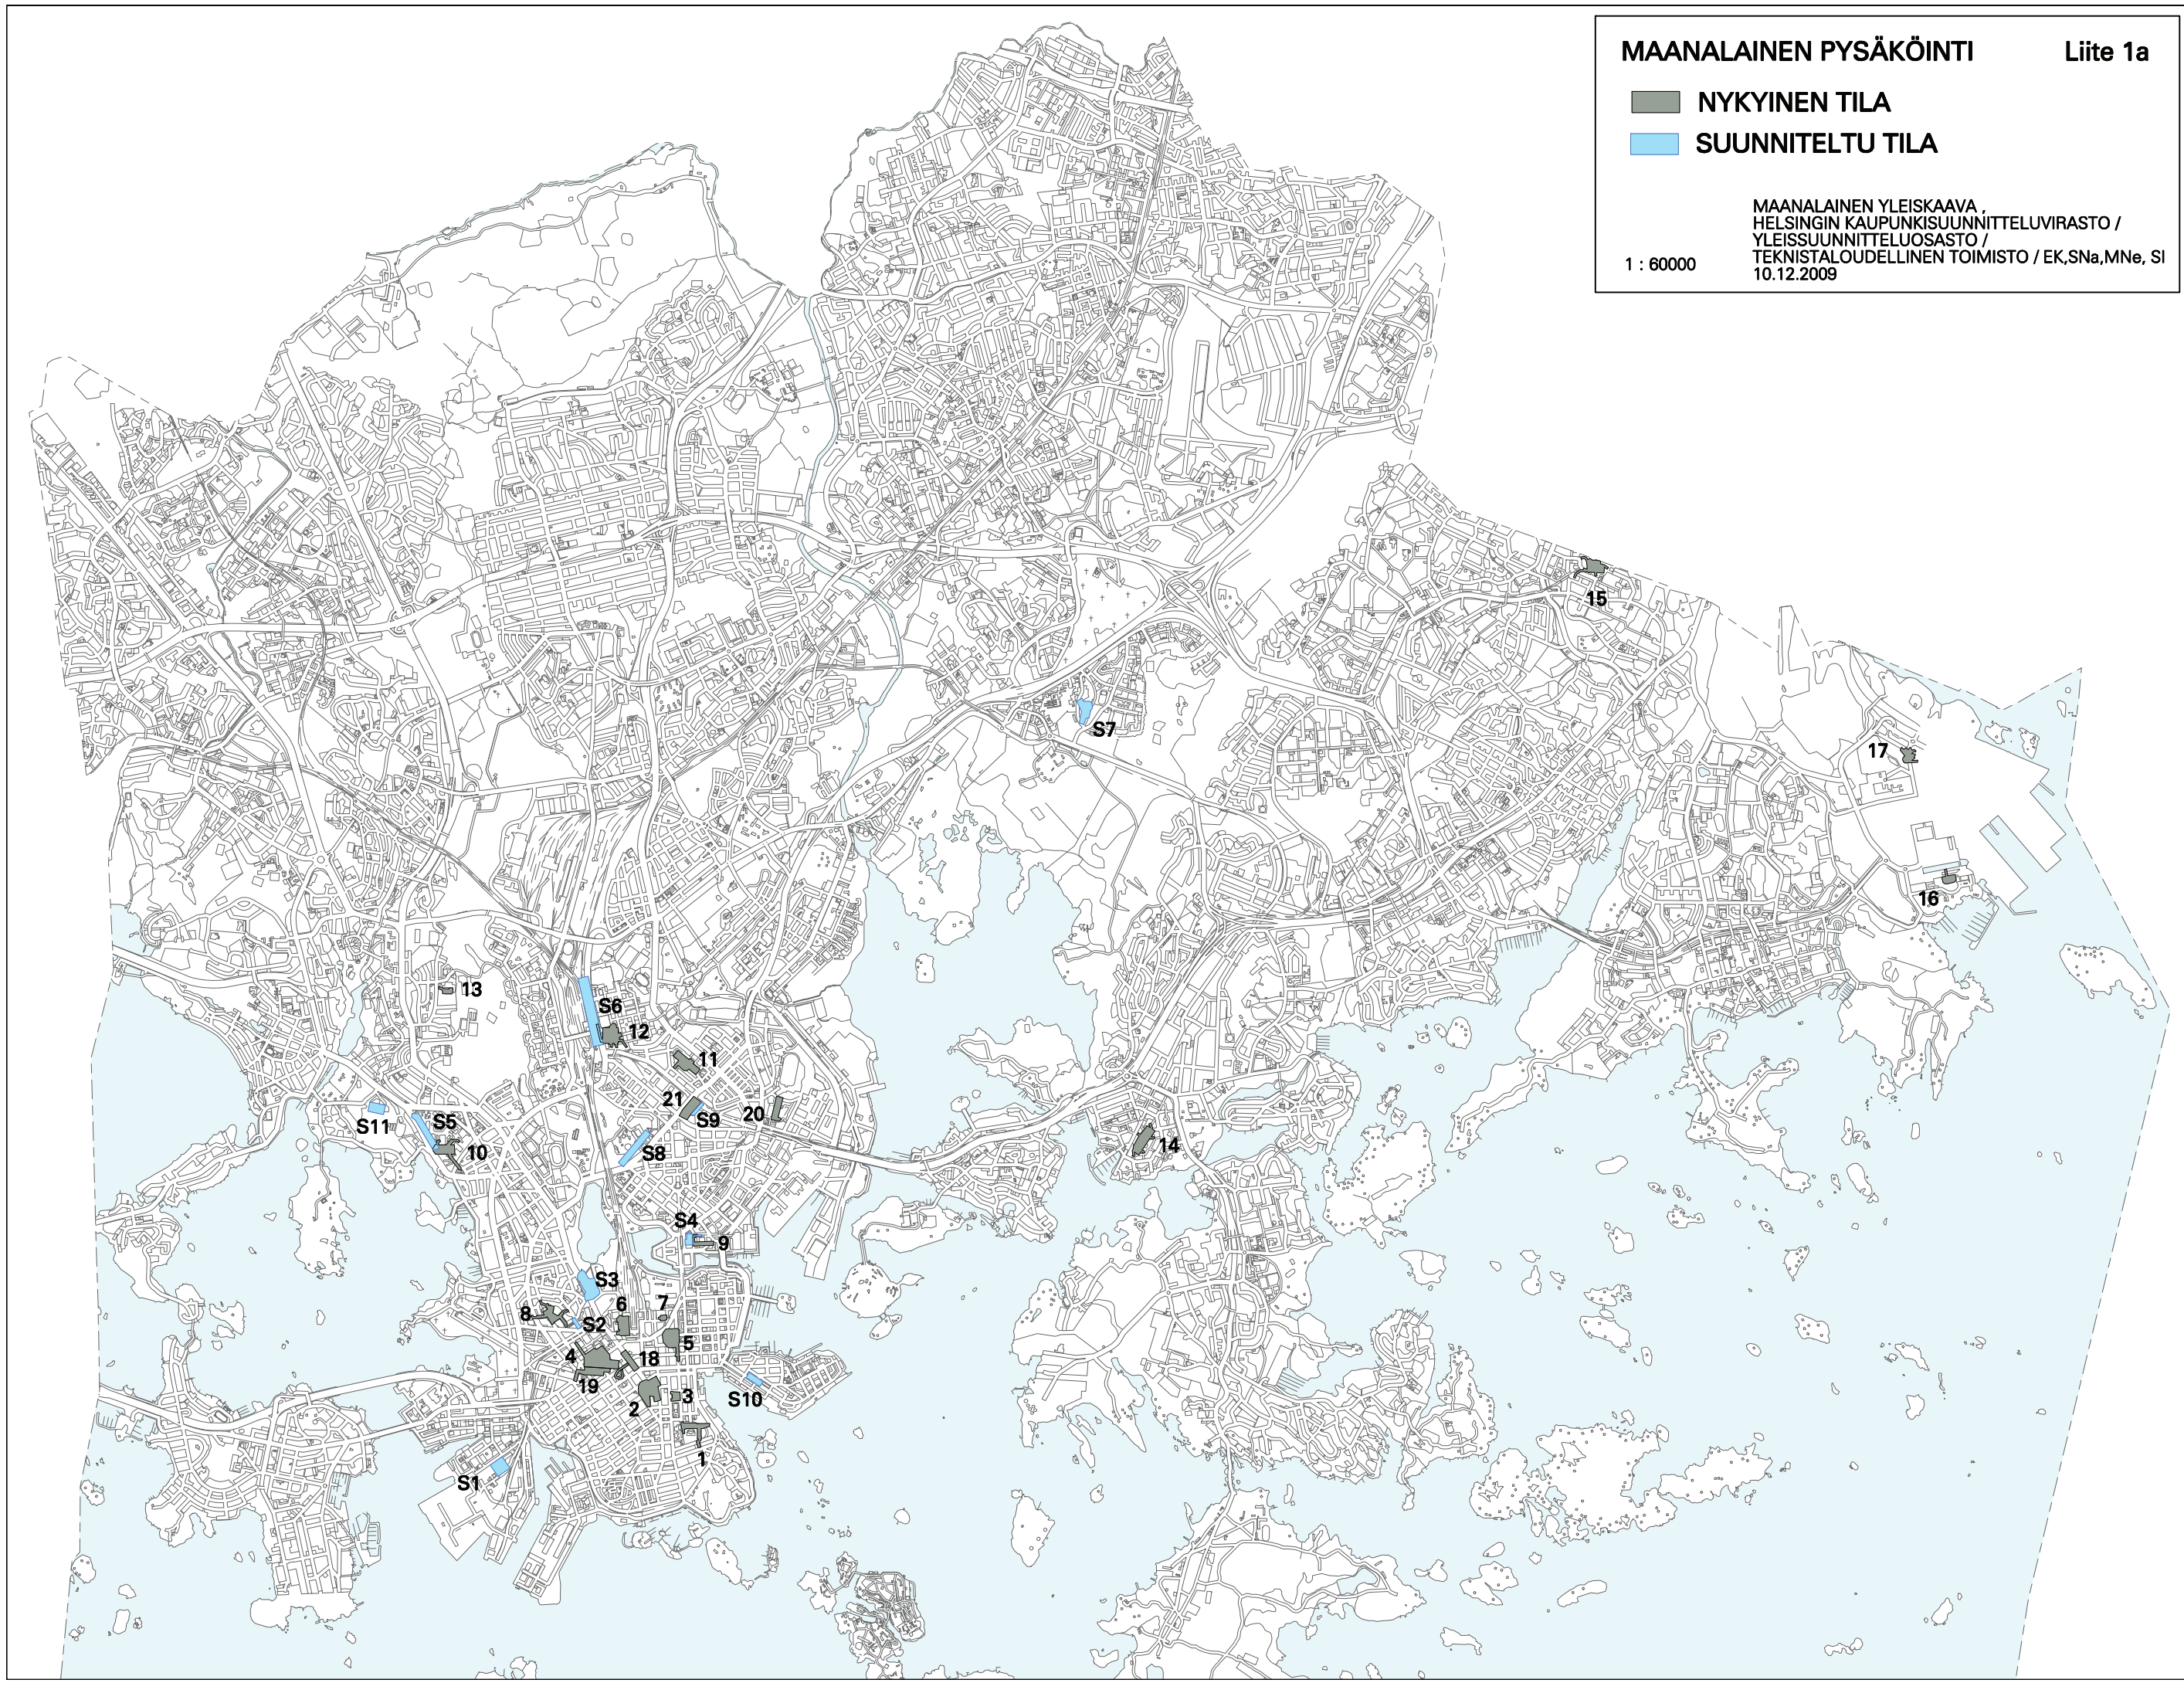 MAANALAINEN PYSÄKÖINTI Liite 1a
NYKYINEN TILA
SUUNNITELTU TILA
MAANALAINEN YLEISKAAVA ,
HELSINGIN KAUPUNKISUUNNITTELUVIRASTO /
YLEISSUUNNITTELUOSASTO /
TEKNISTALOUDELLINEN TOIMISTO / EK,SNa,MNe, SI
1 : 60000
10.12.2009
15
S7
17
16
13
S6
12
11
21
S9
20
S11
S5
10
S8
14
S4
9
S3
8
6
7
S2
5
4
18
19
3
2
S10
1
S1